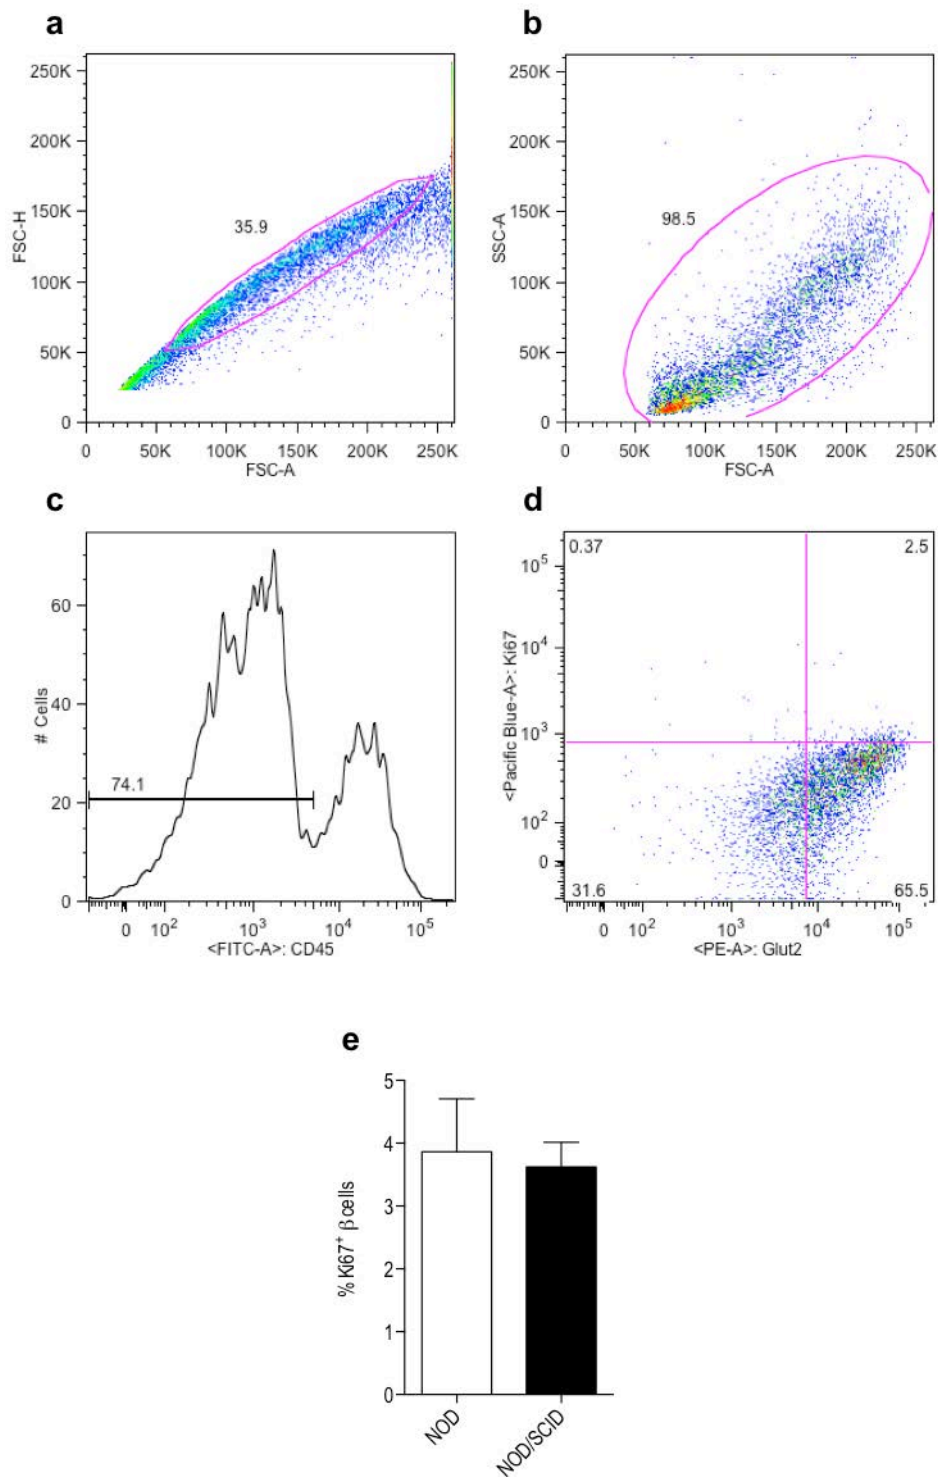 a
250K
200K
150K
100K
50K
0
FSC-H
35.9
0 50K 100K 150K 200K 250K
FSC-A
b
250K
200K
150K
100K
50K
0
SSC-A
98.5
0 50K 100K 150K 200K 250K
FSC-A
c
60
40
20
0
# Cells
74.1
0 10² 10³ 10⁴ 10⁵
<FITC-A>: CD45
d
10⁵
10⁴
10³
10²
0
<Pacific Blue-A>: Ki67
0.37 2.5
31.6 65.5
0 10² 10³ 10⁴ 10⁵
<PE-A>: Glut2
e
5
4
3
2
1
0
% Ki67⁺ β cells
NOD
NOD/SCID